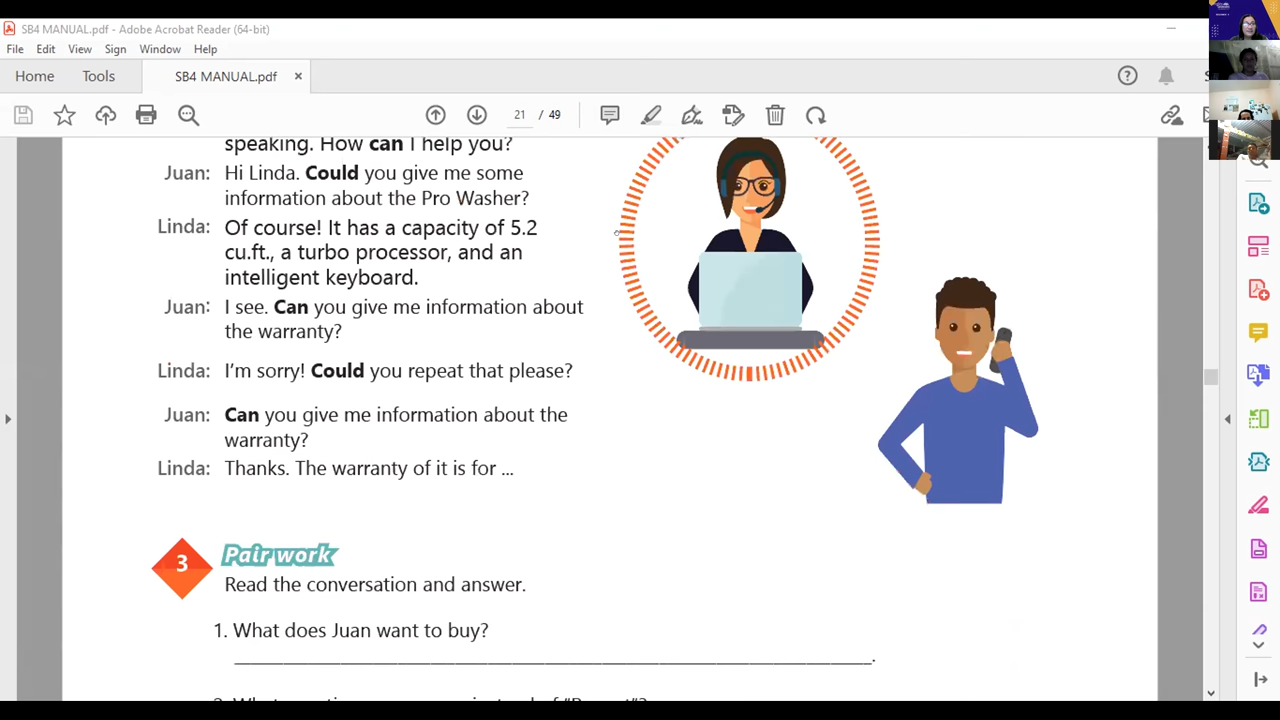 SB4 MANUAL.pdf - Adobe Acrobat Reader (64-bit)
File Edit View Sign Window Help
Home Tools SB4 MANUAL.pdf ×
21 / 49
speaking. How can I help you?
Juan: Hi Linda. Could you give me some
information about the Pro Washer?
Linda: Of course! It has a capacity of 5.2
cu.ft., a turbo processor, and an
intelligent keyboard.
Juan: I see. Can you give me information about
the warranty?
Linda: I'm sorry! Could you repeat that please?
Juan: Can you give me information about the
warranty?
Linda: Thanks. The warranty of it is for ...
3 Pair work
Read the conversation and answer.
1. What does Juan want to buy?